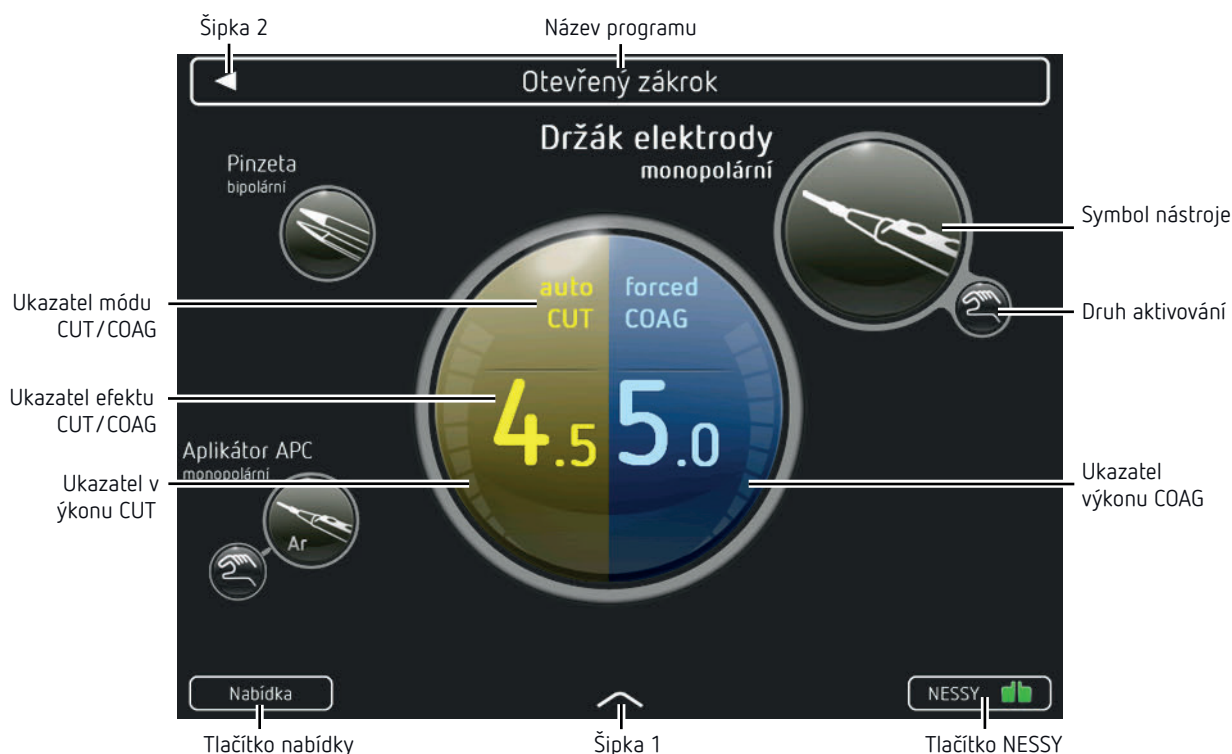 Šipka 2
Název programu
Otevřený zákrok
Držák elektrody
monopolární
Pinzeta
bipolární
Symbol nástroje
auto
CUT
forced
COAG
Druh aktivování
Ukazatel módu
CUT/COAG
4.5
5.0
Ukazatel efektu
CUT/COAG
Aplikátor APC
monopolární
Ukazatel v
ýkonu CUT
Ukazatel
výkonu COAG
Ar
Nabídka
NESSY
Tlačítko nabídky
Šipka 1
Tlačítko NESSY